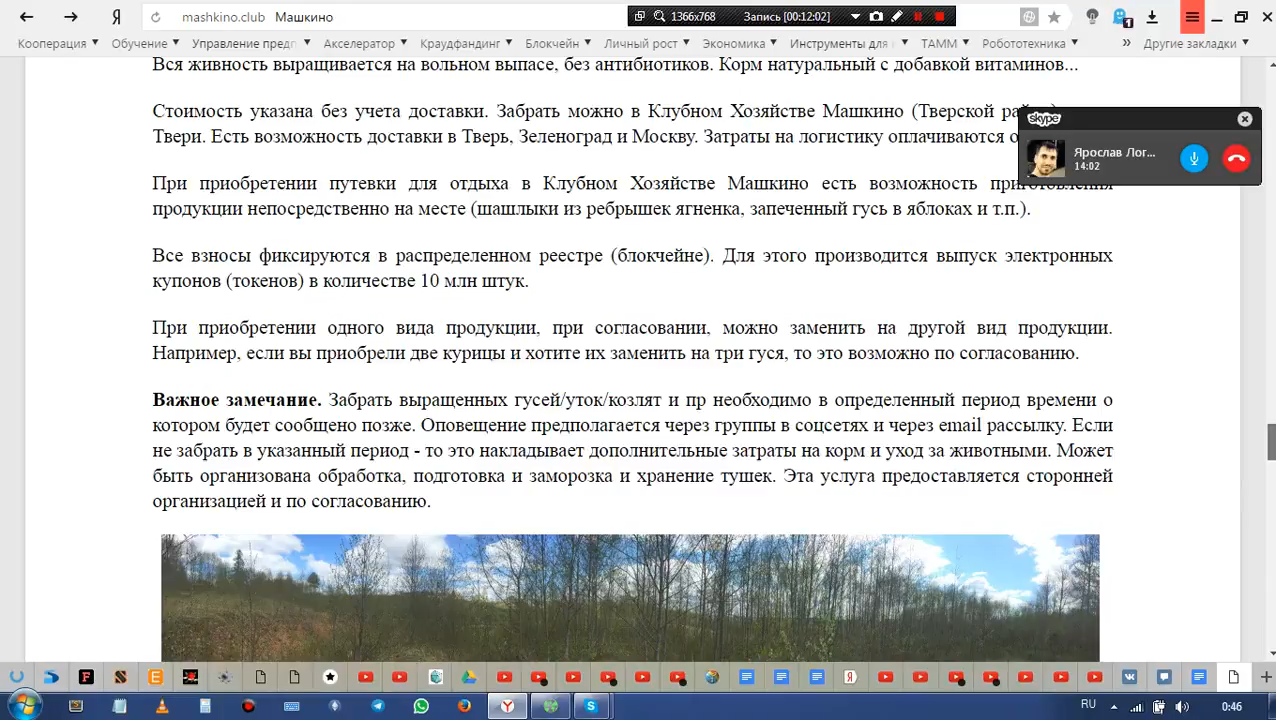 mashkino.club Машкино
1366x768 Запись [00:12:02]
1
Кооперация Обучение Управление пред Акселератор Краудфандинг Блокчейн Личный рост Экономика Инструменты для ТАММ Робототехника » Другие закладки
Вся живность выращивается на вольном выпасе, без антибиотиков. Корм натуральный с добавкой витаминов...
Стоимость указана без учета доставки. Забрать можно в Клубном Хозяйстве Машкино (Тверской
Твери. Есть возможность доставки в Тверь, Зеленоград и Москву. Затраты на логистику оплачиваются
skype
Ярослав Лог...
14:02
При приобретении путевки для отдыха в Клубном Хозяйстве Машкино есть возможность приготовления
продукции непосредственно на месте (шашлыки из ребрышек ягненка, запеченный гусь в яблоках и т.п.).
Все взносы фиксируются в распределенном реестре (блокчейне). Для этого производится выпуск электронных
купонов (токенов) в количестве 10 млн штук.
При приобретении одного вида продукции, при согласовании, можно заменить на другой вид продукции.
Например, если вы приобрели две курицы и хотите их заменить на три гуся, то это возможно по согласованию.
Важное замечание. Забрать выращенных гусей/уток/козлят и пр необходимо в определенный период времени о
котором будет сообщено позже. Оповещение предполагается через группы в соцсетях и через email рассылку. Если
не забрать в указанный период - то это накладывает дополнительные затраты на корм и уход за животными. Может
быть организована обработка, подготовка и заморозка и хранение тушек. Эта услуга предоставляется сторонней
организацией и по согласованию.
RU 0:46